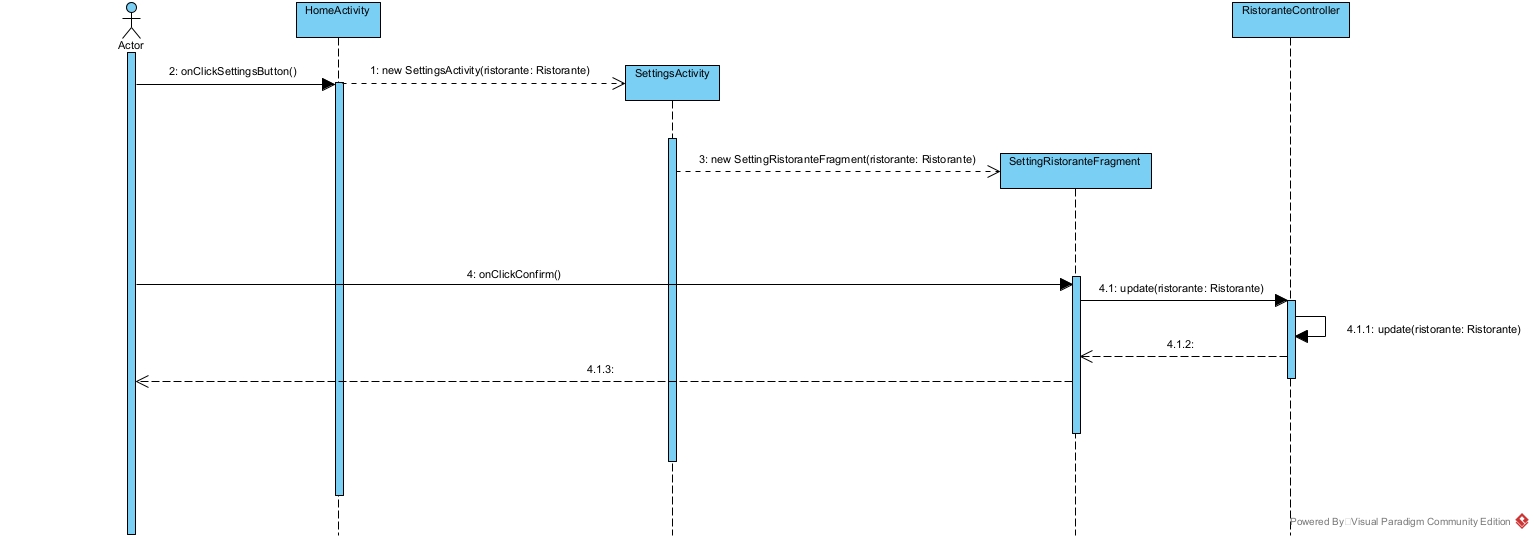 HomeActivity
RistoranteController
Actor
2: onClickSettingsButton()
1: new SettingsActivity(ristorante: Ristorante)
SettingsActivity
3: new SettingRistoranteFragment(ristorante: Ristorante)
SettingRistoranteFragment
4: onClickConfirm()
4.1: update(ristorante: Ristorante)
4.1.1: update(ristorante: Ristorante)
4.1.2:
4.1.3:
Powered By Visual Paradigm Community Edition